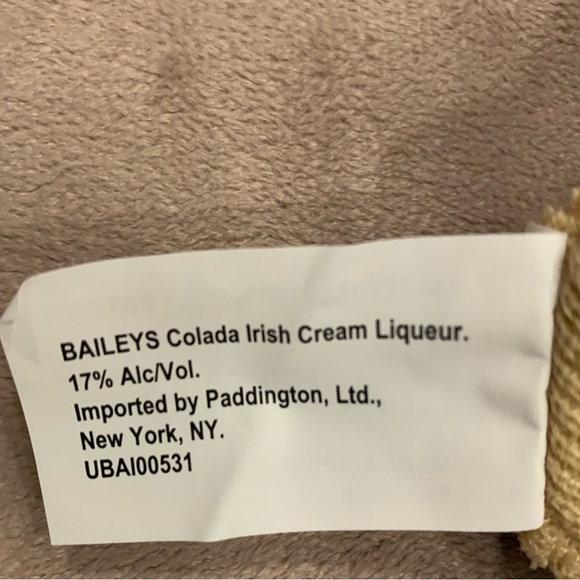 BAILEYS Colada Irish Cream Liqueur.
17% Alc/Vol.
Imported by Paddington, Ltd.,
New York, NY.
UBAI00531